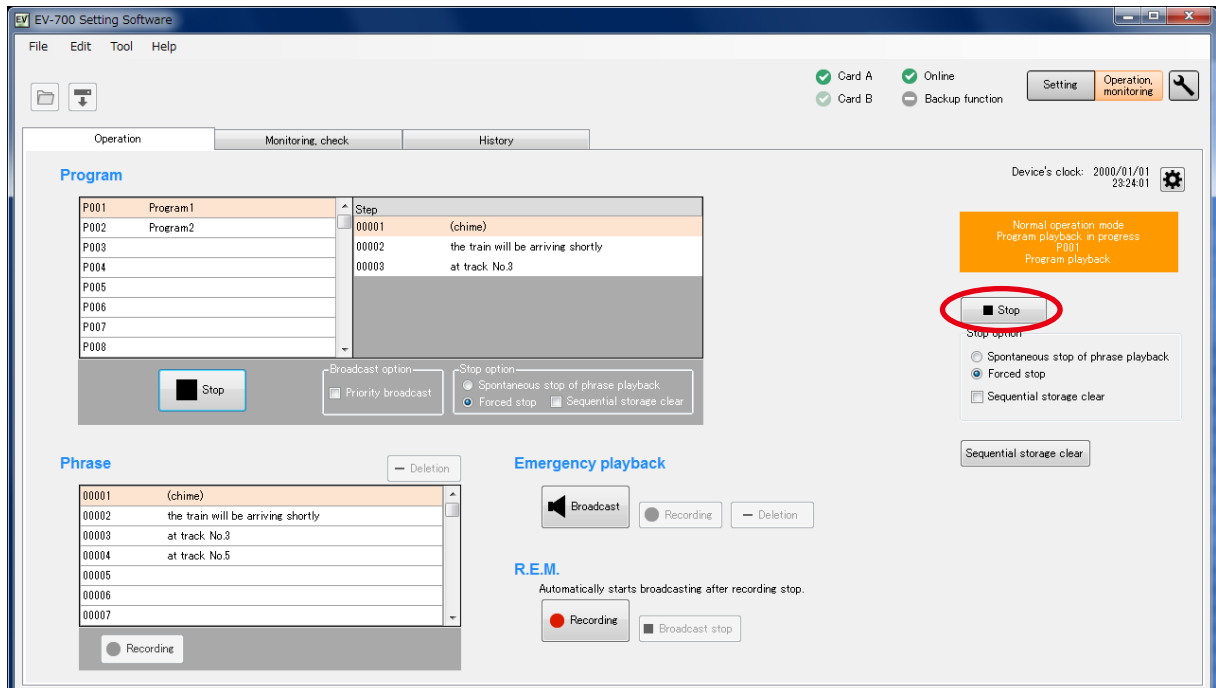 EV EV-700 Setting Software
File Edit Tool Help
Card A Online
Card B Backup function
Setting
Operation,
monitoring
Operation Monitoring, check History
Program
Device's clock: 2000/01/01
23:24:01
P001 Program1
P002 Program2
P003
P004
P005
P006
P007
P008
Step
00001 (chime)
00002 the train will be arriving shortly
00003 at track No.3
Normal operation mode
Program playback in progress
P001
Program playback
Stop
Stop option
Spontaneous stop of phrase playback
Forced stop
Sequential storage clear
Sequential storage clear
Stop
Broadcast option
Priority broadcast
Stop option
Spontaneous stop of phrase playback
Forced stop Sequential storage clear
Phrase
Deletion
00001 (chime)
00002 the train will be arriving shortly
00003 at track No.3
00004 at track No.5
00005
00006
00007
Recording
Emergency playback
Broadcast Recording Deletion
R.E.M.
Automatically starts broadcasting after recording stop.
Recording Broadcast stop